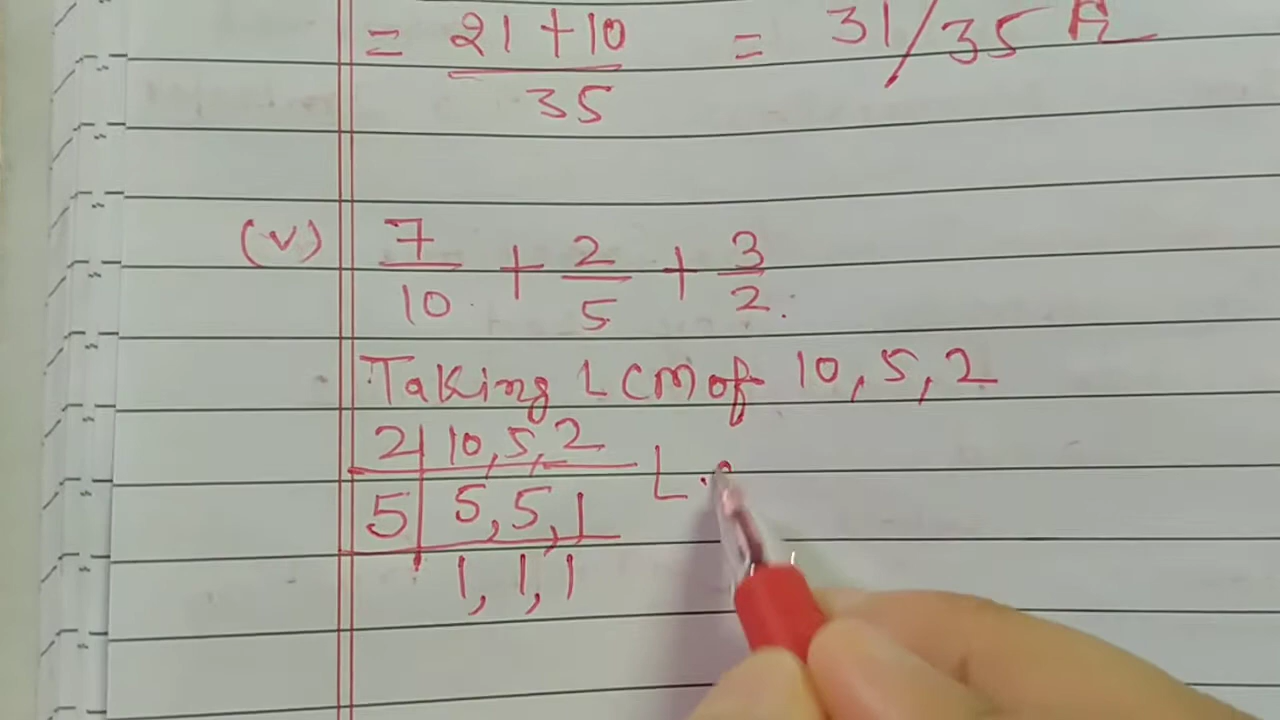 = 21 + 10 / 35 = 31/35
(v) 7/10 + 2/5 + 3/2.
Taking LCM of 10, 5, 2
2 | 10, 5, 2
5 | 5, 5, 1 L.
1, 1, 1